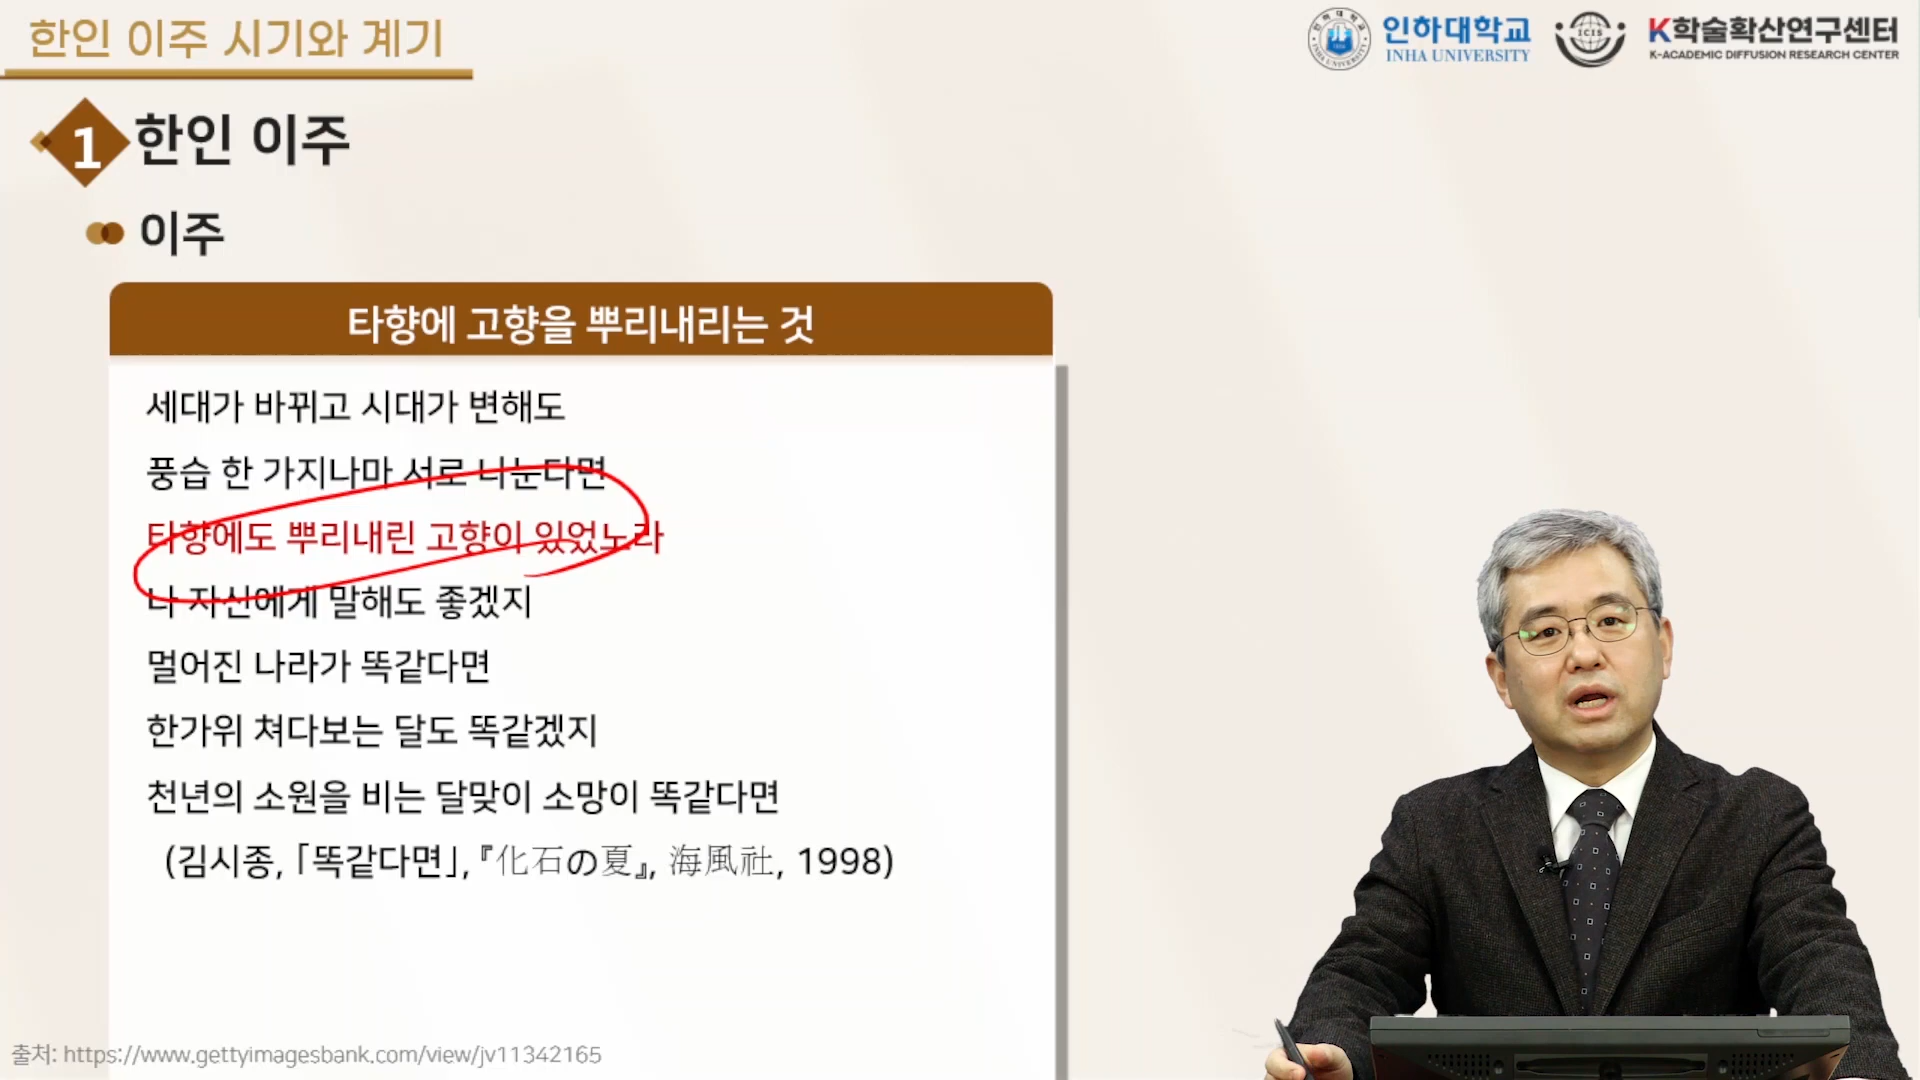 한인 이주 시기와 계기
인하대학교
INHA UNIVERSITY
ICIS
K학술확산연구센터
K-ACADEMIC DIFFUSION RESEARCH CENTER
1 한인 이주
이주
타향에 고향을 뿌리내리는 것
세대가 바뀌고 시대가 변해도
풍습 한 가지나마 서로 나눈다면
타향에도 뿌리내린 고향이 있었노라
나 자신에게 말해도 좋겠지
멀어진 나라가 똑같다면
한가위 쳐다보는 달도 똑같겠지
천년의 소원을 비는 달맞이 소망이 똑같다면
(김시종, 「똑같다면」, 『化石の夏』, 海風社, 1998)
출처: https://www.gettyimagesbank.com/view/jv11342165